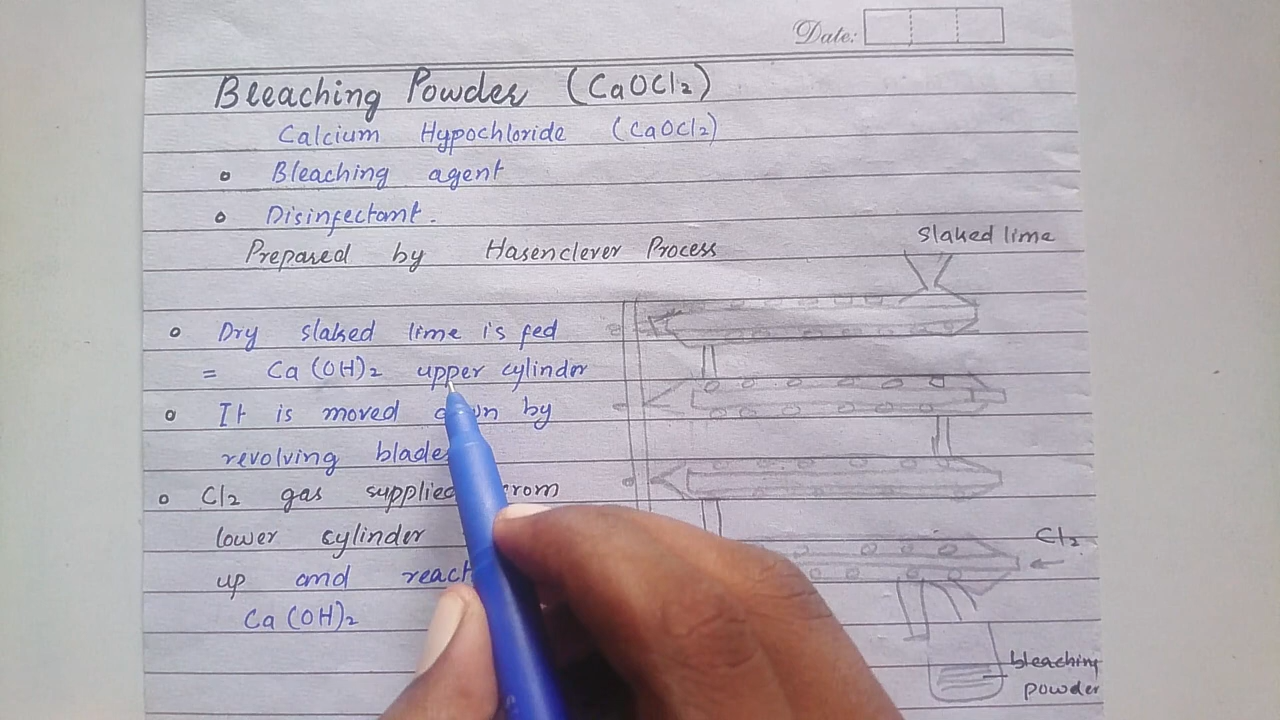 Date:
Bleaching Powder (CaOCl2)
Calcium Hypochloride (CaOCl2)
Bleaching agent
Disinfectant.
Prepared by Hasenclever Process
Slaked lime
Dry slaked lime is fed
= Ca(OH)2 upper cylinder
It is moved by
revolving
Cl2 gas supplied
lower cylinder
Cl2
up and
Ca(OH)2
bleaching
powder